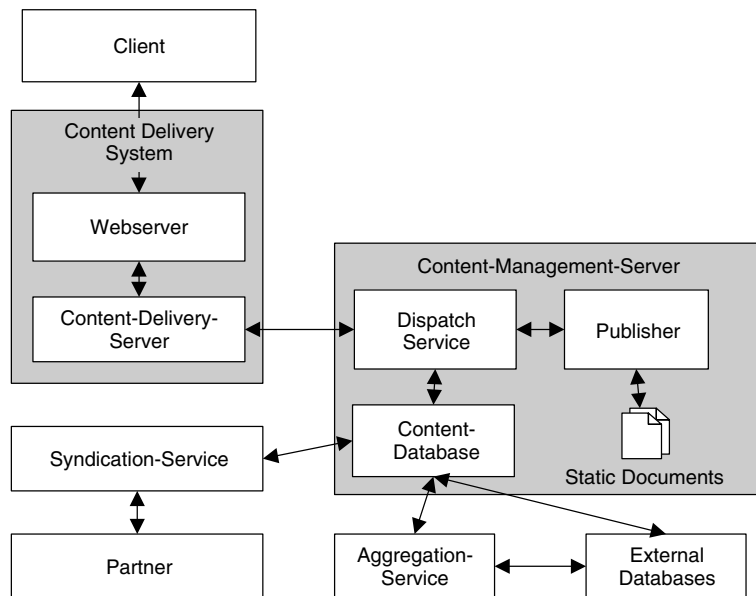 Client
Content Delivery
System
Webserver
Content-Delivery-
Server
Content-Management-Server
Dispatch
Service
Publisher
Content-
Database
Static Documents
Syndication-Service
Partner
Aggregation-
Service
External
Databases